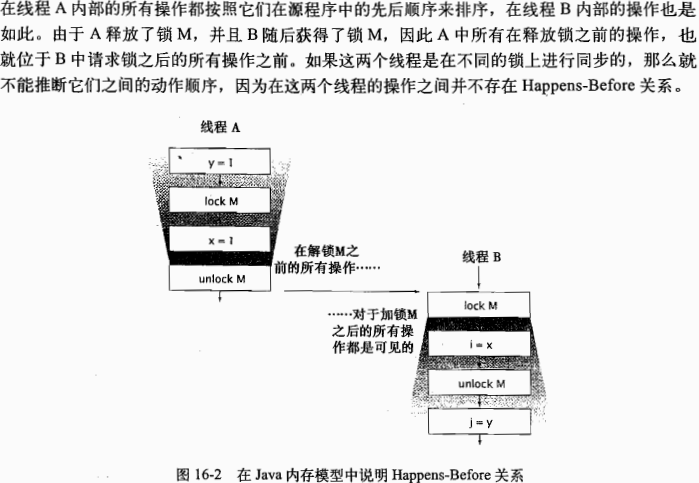 在线程 A 内部的所有操作都按照它们在源程序中的先后顺序来排序，在线程 B 内部的操作也是
如此。由于 A 释放了锁 M，并且 B 随后获得了锁 M，因此 A 中所有在释放锁之前的操作，也
就位于 B 中请求锁之后的所有操作之前。如果这两个线程是在不同的锁上进行同步的，那么就
不能推断它们之间的动作顺序，因为在这两个线程的操作之间并不存在 Happens-Before 关系。
线程 A
y = 1
lock M
x = 1
unlock M
在解锁M之
前的所有操作……
线程 B
lock M
……对于加锁M
之后的所有操
作都是可见的
i = x
unlock M
j = y
图 16-2 在 Java 内存模型中说明 Happens-Before 关系